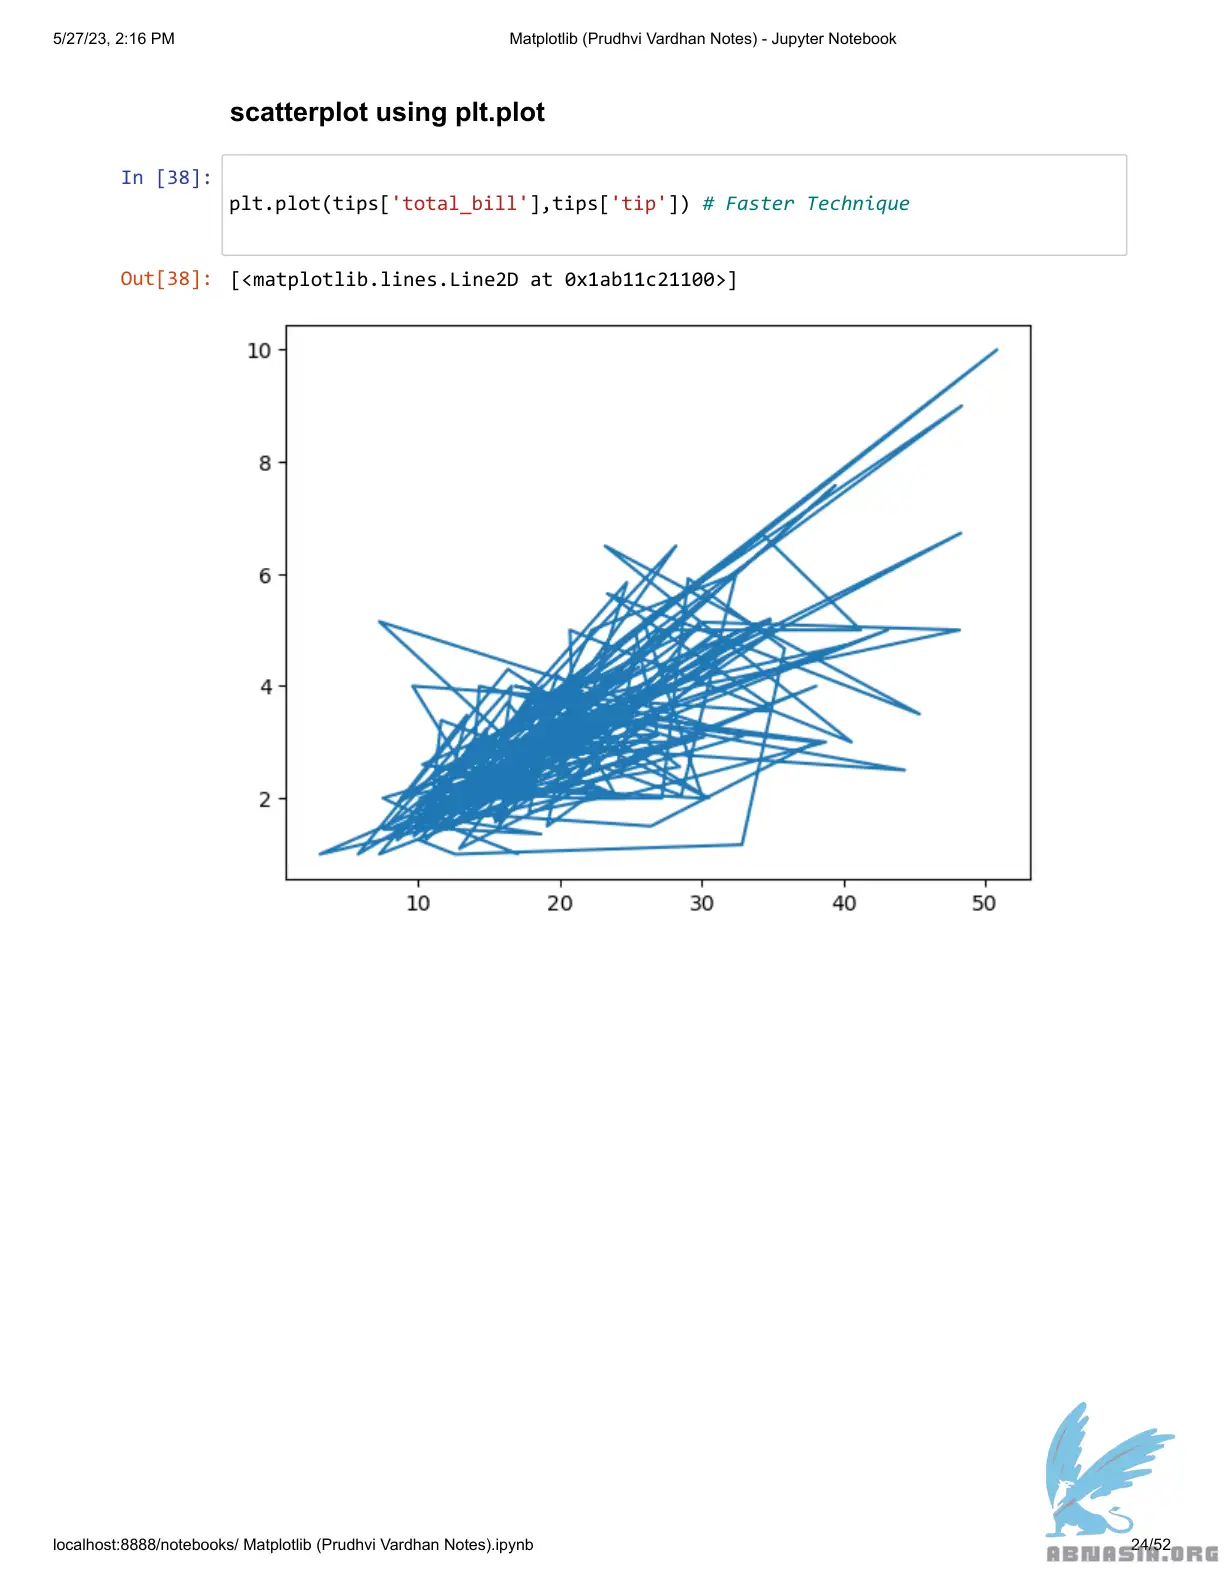 5/27/23, 2:16 PM
Matplotlib (Prudhvi Vardhan Notes) - Jupyter Notebook
scatterplot using plt.plot
In [38]:
plt.plot(tips['total_bill'],tips['tip']) # Faster Technique
Out[38]: [<matplotlib.lines.Line2D at 0x1ab11c21100>]
10
8
6
4
2
10 20 30 40 50
localhost:8888/notebooks/ Matplotlib (Prudhvi Vardhan Notes).ipynb
24/52
ABNASIA.ORG